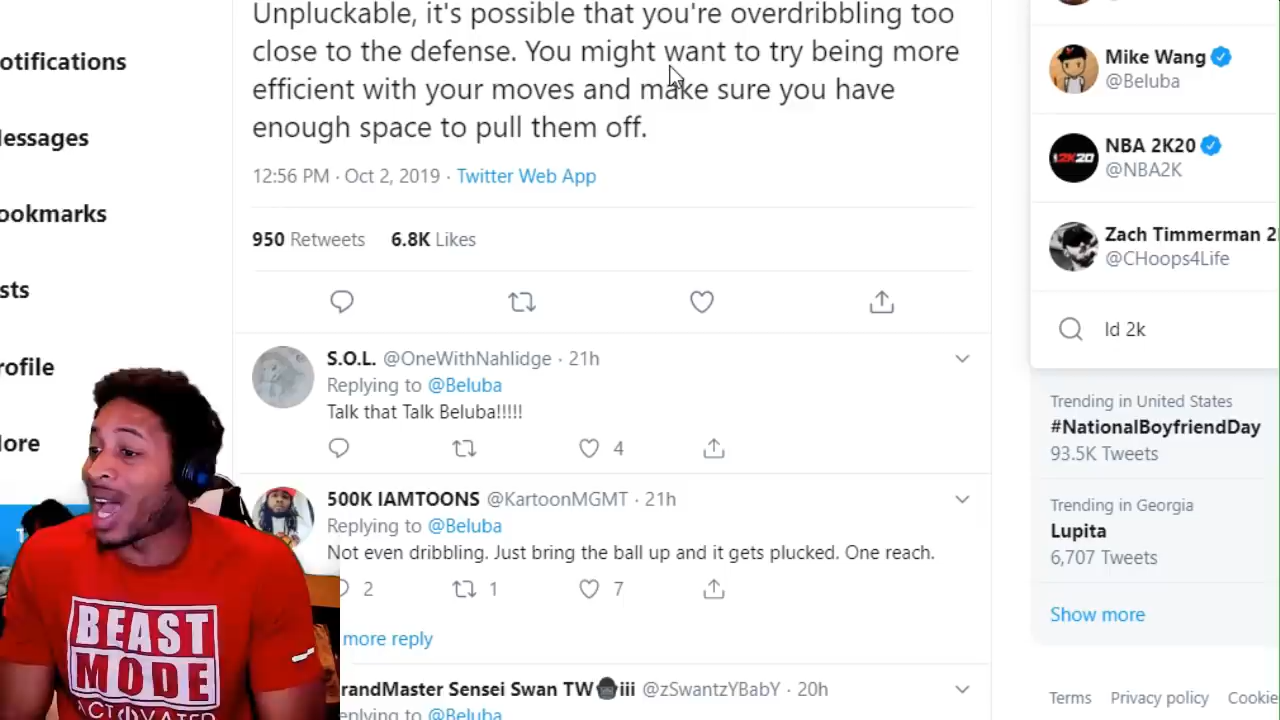 Unpluckable, it's possible that you're overdribbling too
close to the defense. You might want to try being more
efficient with your moves and make sure you have
enough space to pull them off.
12:56 PM · Oct 2, 2019 · Twitter Web App
950 Retweets 6.8K Likes
S.O.L. @OneWithNahlidge · 21h
Replying to @Beluba
Talk that Talk Beluba!!!!!
4
500K IAMTOONS @KartoonMGMT · 21h
Replying to @Beluba
Not even dribbling. Just bring the ball up and it gets plucked. One reach.
2 1 7
more reply
randMaster Sensei Swan TW iii @zSwantzYBabY · 20h
eplying to @Beluba
otifications
essages
ookmarks
sts
rofile
ore
BEAST
MODE
ACTIVATED
Mike Wang
@Beluba
2K20
NBA 2K20
@NBA2K
Zach Timmerman 2
@CHoops4Life
ld 2k
Trending in United States
#NationalBoyfriendDay
93.5K Tweets
Trending in Georgia
Lupita
6,707 Tweets
Show more
Terms Privacy policy Cookie